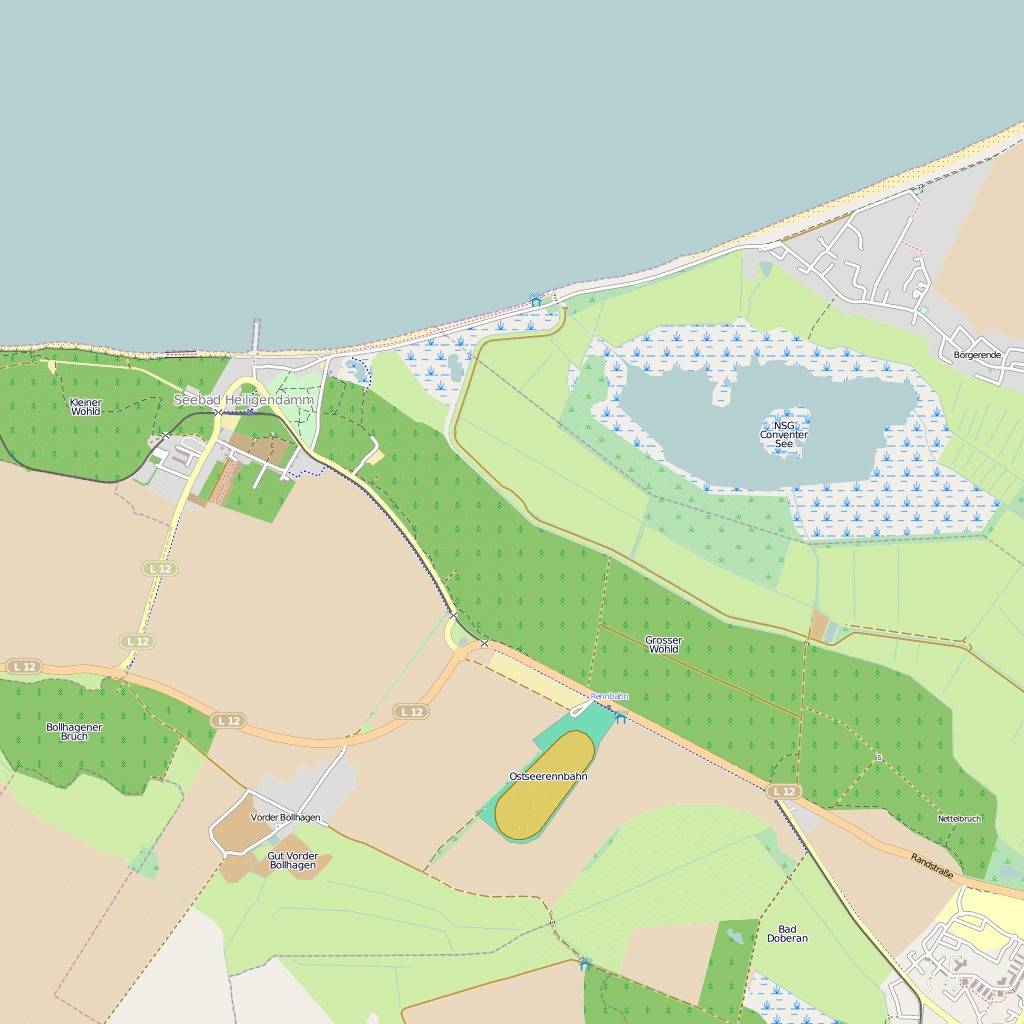 Börgerende
Kleiner
Wohld
Seebad Heiligendamm
NSG
Conventer
See
L 12
L 12
L 12
L 12
L 12
Grosser
Wohld
Rennbahn
Bollhagener
Bruch
5
Ostseerennbahn
L 12
Vorder Bollhagen
Nettelbruch
Gut Vorder
Bollhagen
Randstraße
Bad
Doberan